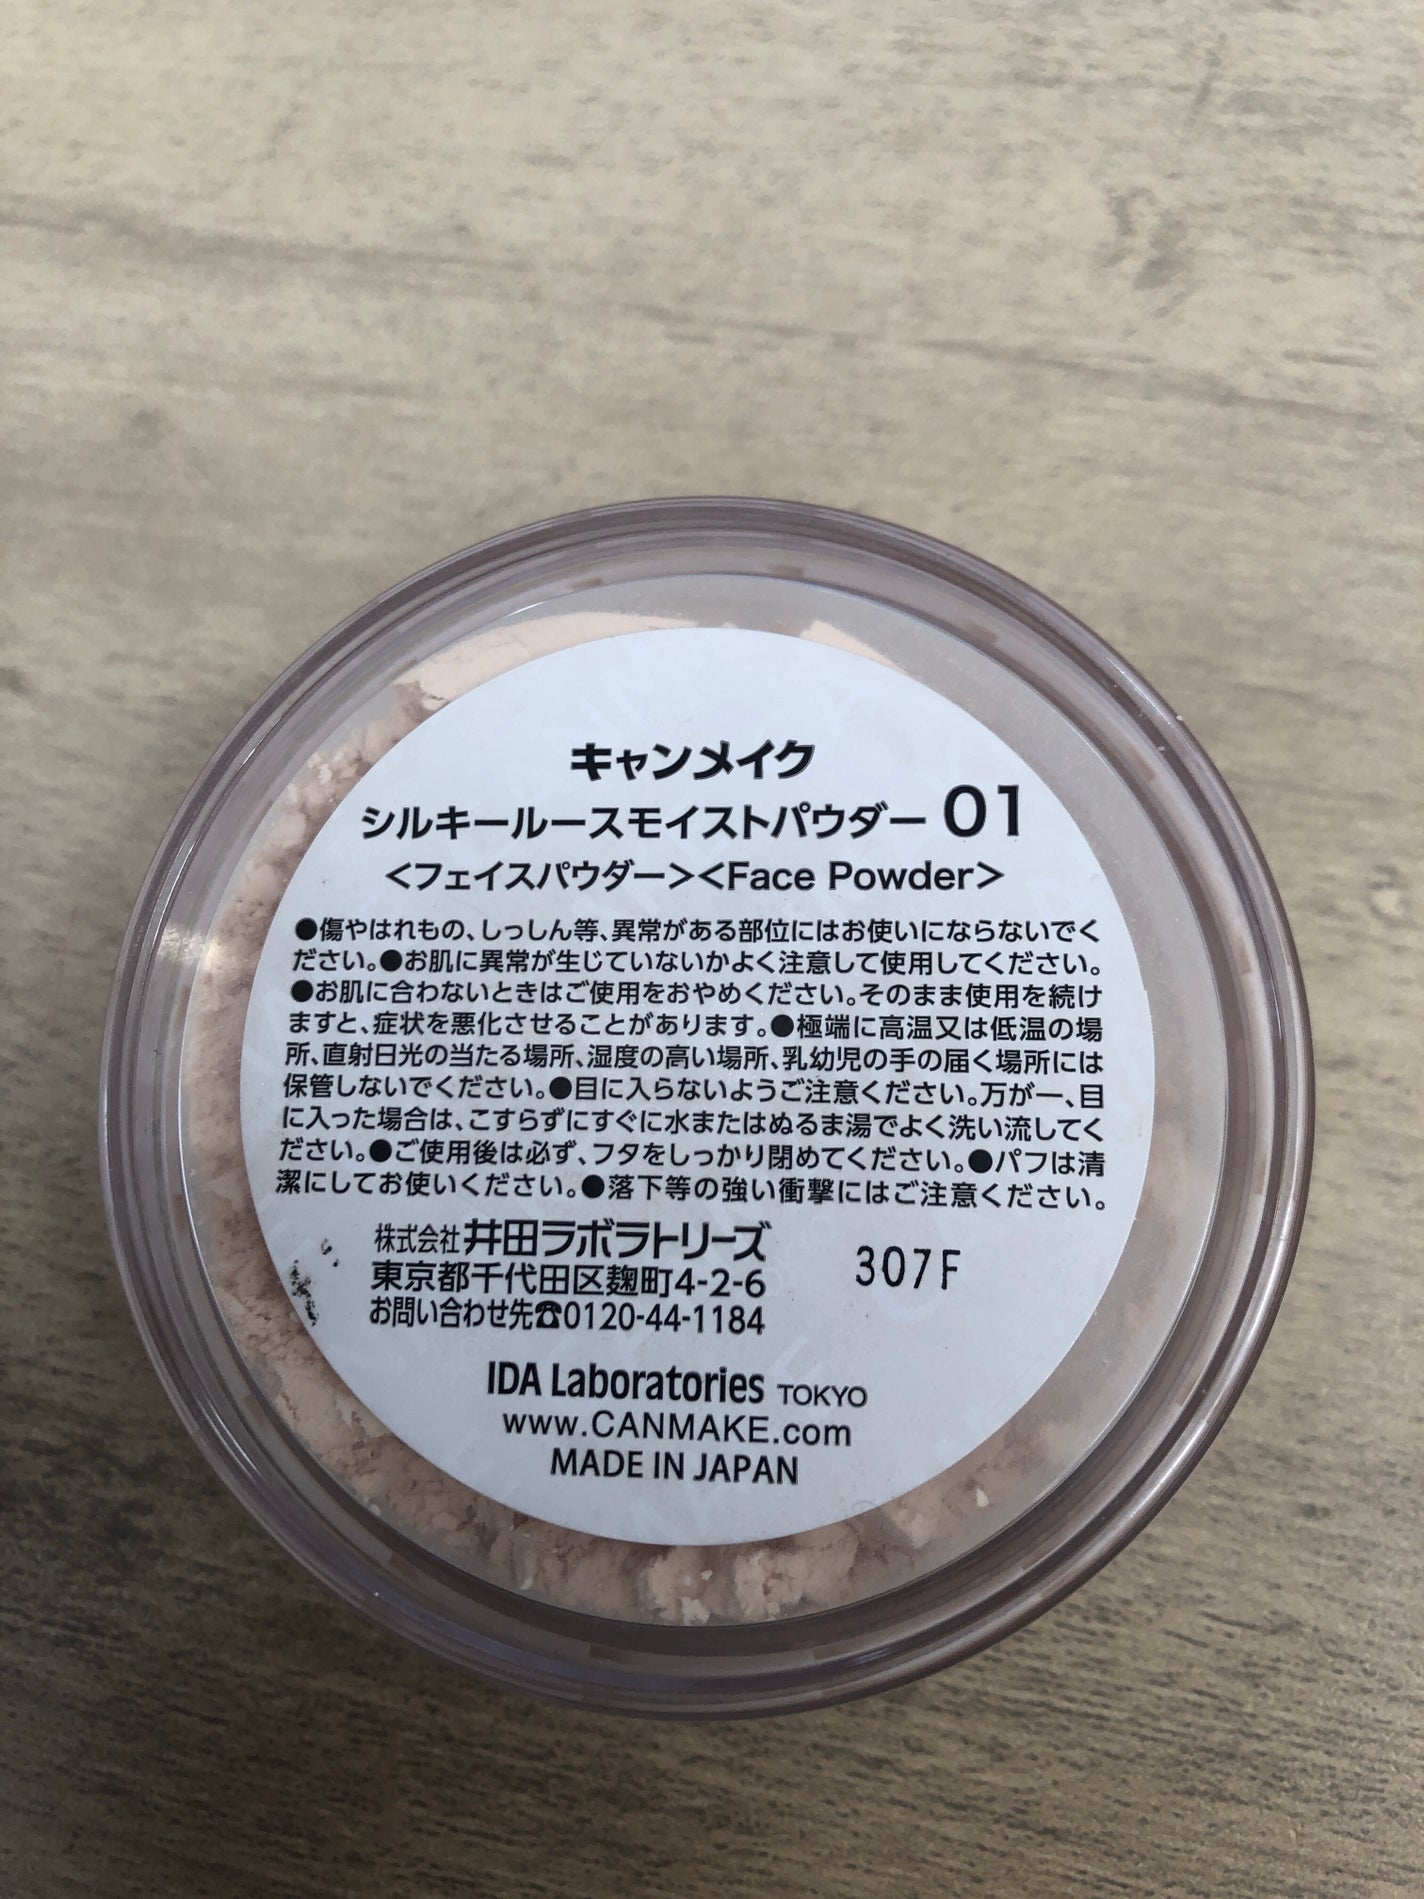 キャンメイク
シルキールースモイストパウダー 01
<フェイスパウダー><Face Powder>
●傷やはれもの、しっしん等、異常がある部位にはお使いにならないでく
ださい。●お肌に異常が生じていないかよく注意して使用してください。
●お肌に合わないときはご使用をおやめください。そのまま使用を続け
ますと、症状を悪化させることがあります。●極端に高温又は低温の場
所、直射日光の当たる場所、湿度の高い場所、乳幼児の手の届く場所には
保管しないでください。●目に入らないようご注意ください。万が一、目
に入った場合は、こすらずにすぐに水またはぬるま湯でよく洗い流してく
ださい。●ご使用後は必ず、フタをしっかり閉めてください。●パフは清
潔にしてお使いください。●落下等の強い衝撃にはご注意ください。
株式会社 井田ラボラトリーズ
東京都千代田区麹町4-2-6
お問い合わせ先☎0120-44-1184
307F
IDA Laboratories TOKYO
www.CANMAKE.com
MADE IN JAPAN